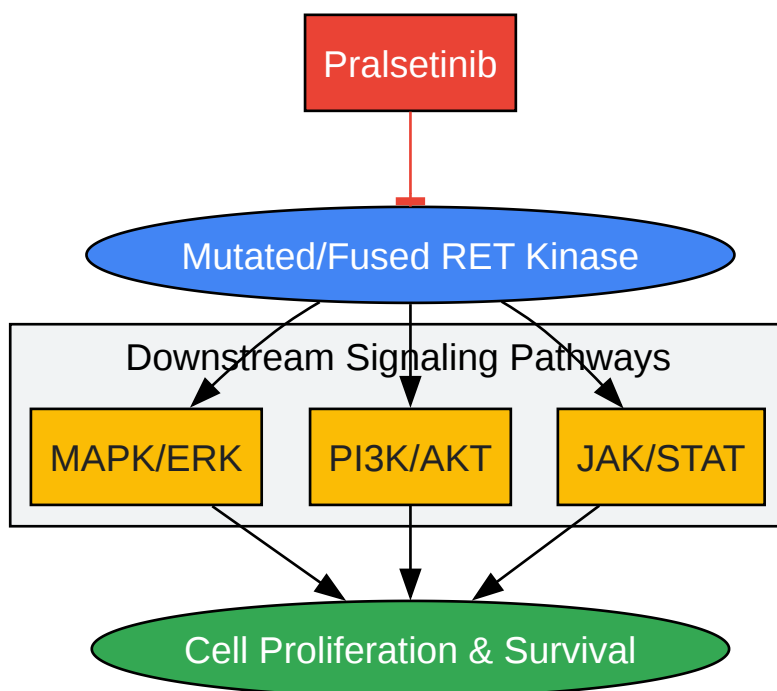 Pralsetinib
Mutated/Fused RET Kinase
Downstream Signaling Pathways
MAPK/ERK
PI3K/AKT
JAK/STAT
Cell Proliferation & Survival